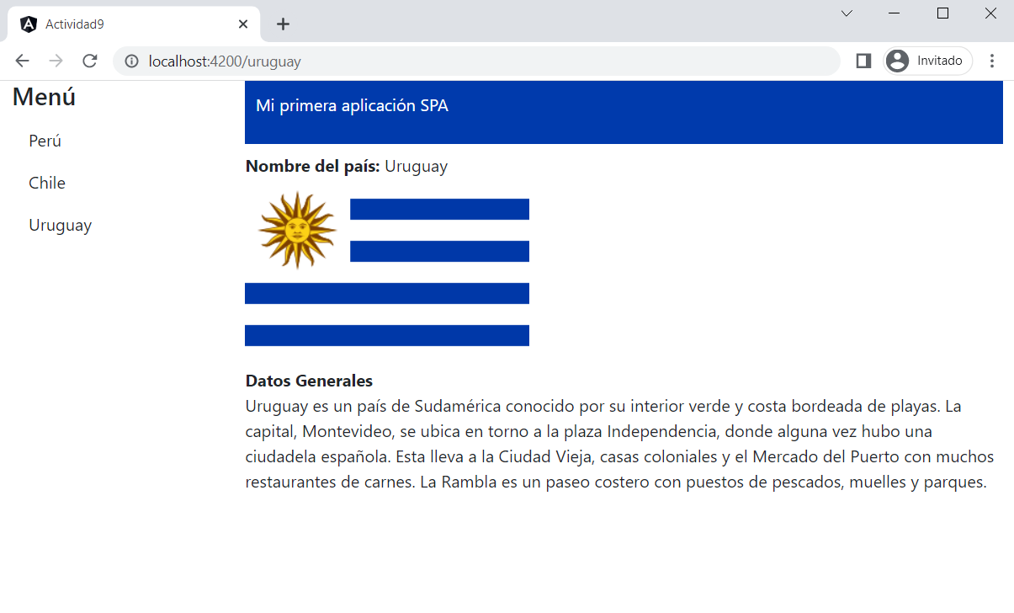 Actividad9
localhost:4200/uruguay
Invitado
Menú
Perú
Chile
Uruguay
Mi primera aplicación SPA
Nombre del país: Uruguay
Datos Generales
Uruguay es un país de Sudamérica conocido por su interior verde y costa bordeada de playas. La
capital, Montevideo, se ubica en torno a la plaza Independencia, donde alguna vez hubo una
ciudadela española. Esta lleva a la Ciudad Vieja, casas coloniales y el Mercado del Puerto con muchos
restaurantes de carnes. La Rambla es un paseo costero con puestos de pescados, muelles y parques.